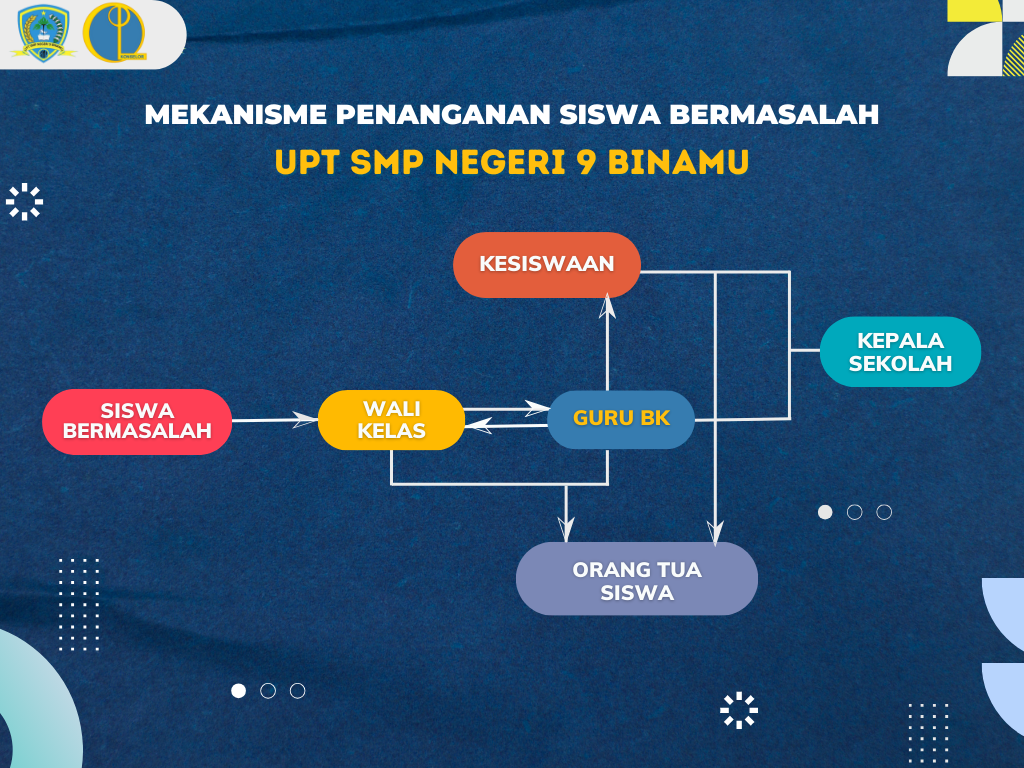 KONSELOR
MEKANISME PENANGANAN SISWA BERMASALAH
UPT SMP NEGERI 9 BINAMU
KESISWAAN
KEPALA
SEKOLAH
SISWA
BERMASALAH
WALI
KELAS
GURU BK
ORANG TUA
SISWA